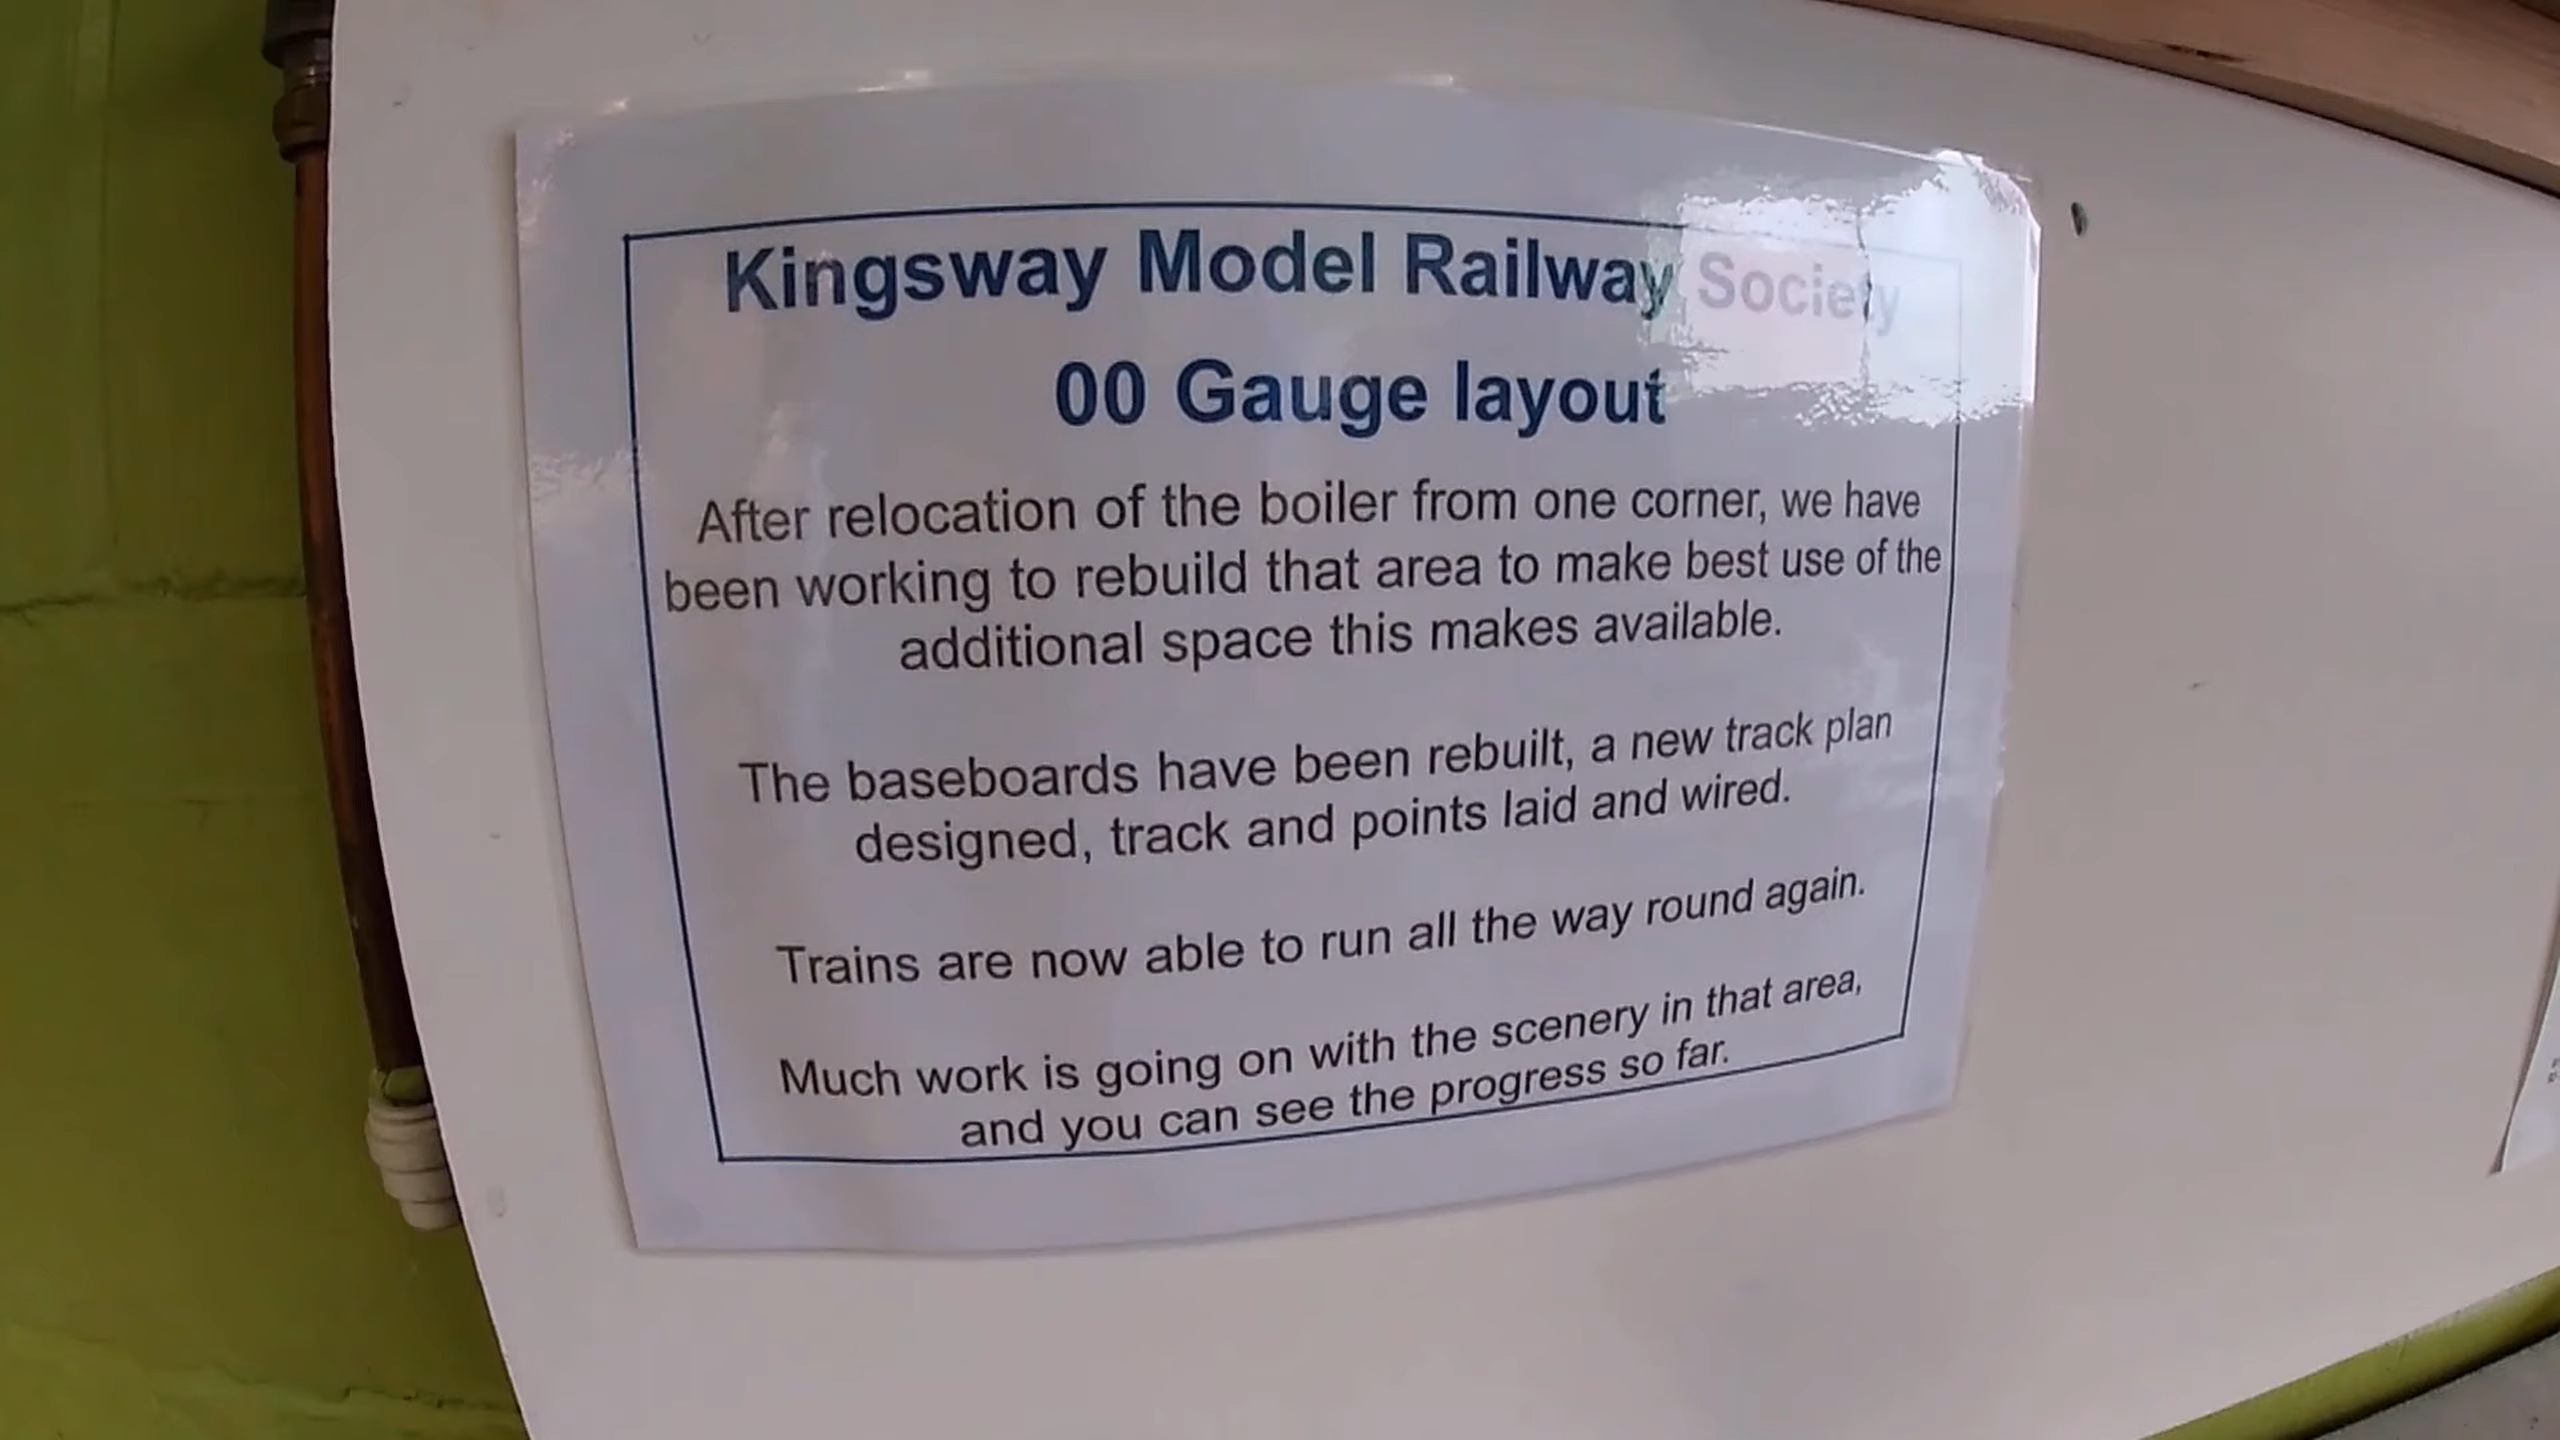 Kingsway Model Railway Society
00 Gauge layout
After relocation of the boiler from one corner, we have
been working to rebuild that area to make best use of the
additional space this makes available.
The baseboards have been rebuilt, a new track plan
designed, track and points laid and wired.
Trains are now able to run all the way round again.
Much work is going on with the scenery in that area,
and you can see the progress so far.